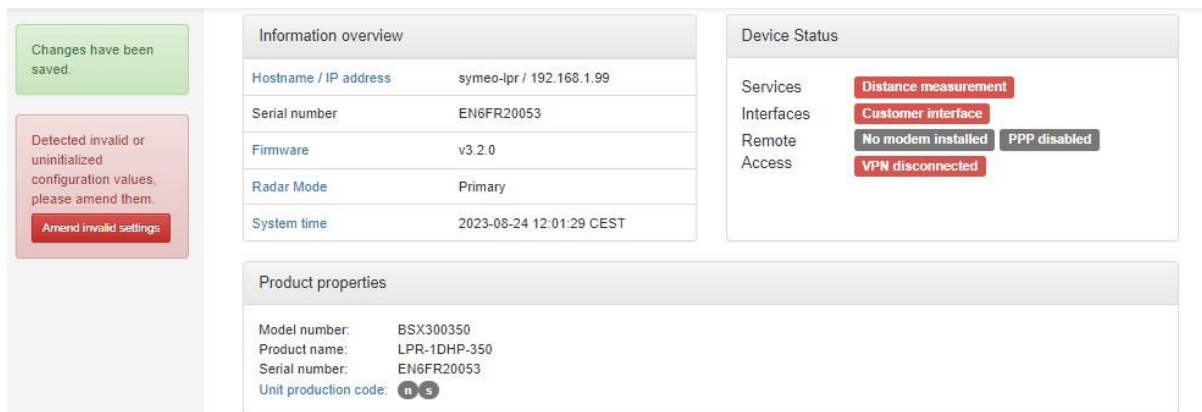 Changes have been
saved.
Detected invalid or
uninitialized
configuration values,
please amend them.
Amend invalid settings
Information overview
Hostname / IP address symeo-lpr / 192.168.1.99
Serial number EN6FR20053
Firmware v3.2.0
Radar Mode Primary
System time 2023-08-24 12:01:29 CEST
Device Status
Services Distance measurement
Interfaces Customer interface
Remote No modem installed PPP disabled
Access VPN disconnected
Product properties
Model number: BSX300350
Product name: LPR-1DHP-350
Serial number: EN6FR20053
Unit production code: n s